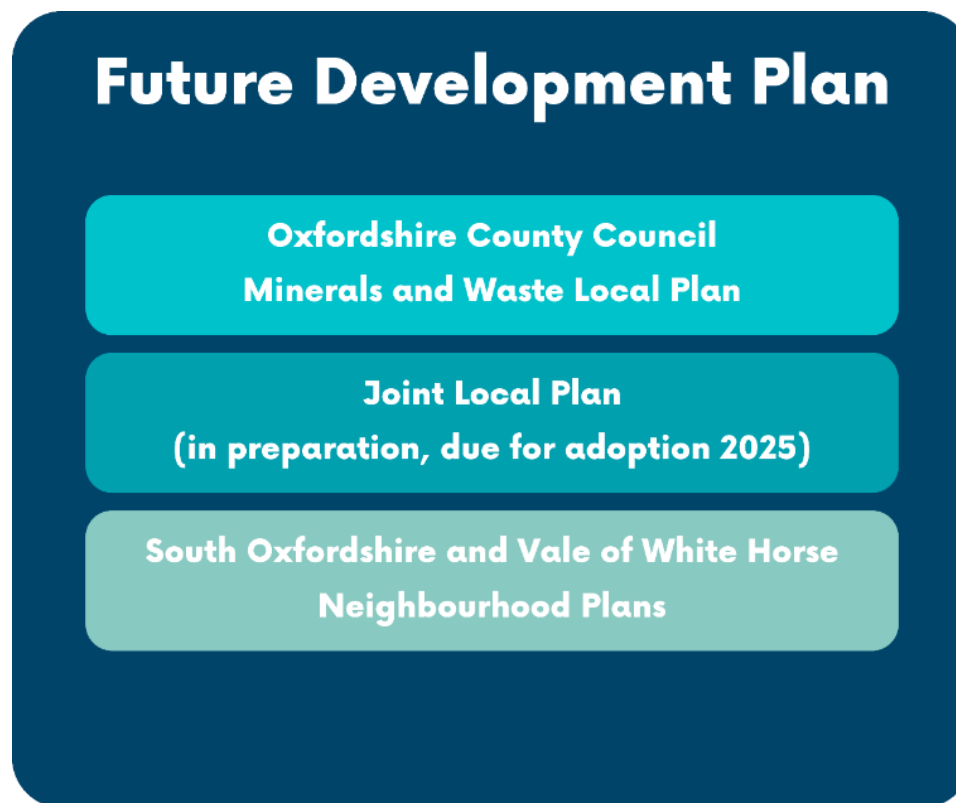 Future Development Plan
Oxfordshire County Council
Minerals and Waste Local Plan
Joint Local Plan
(in preparation, due for adoption 2025)
South Oxfordshire and Vale of White Horse
Neighbourhood Plans